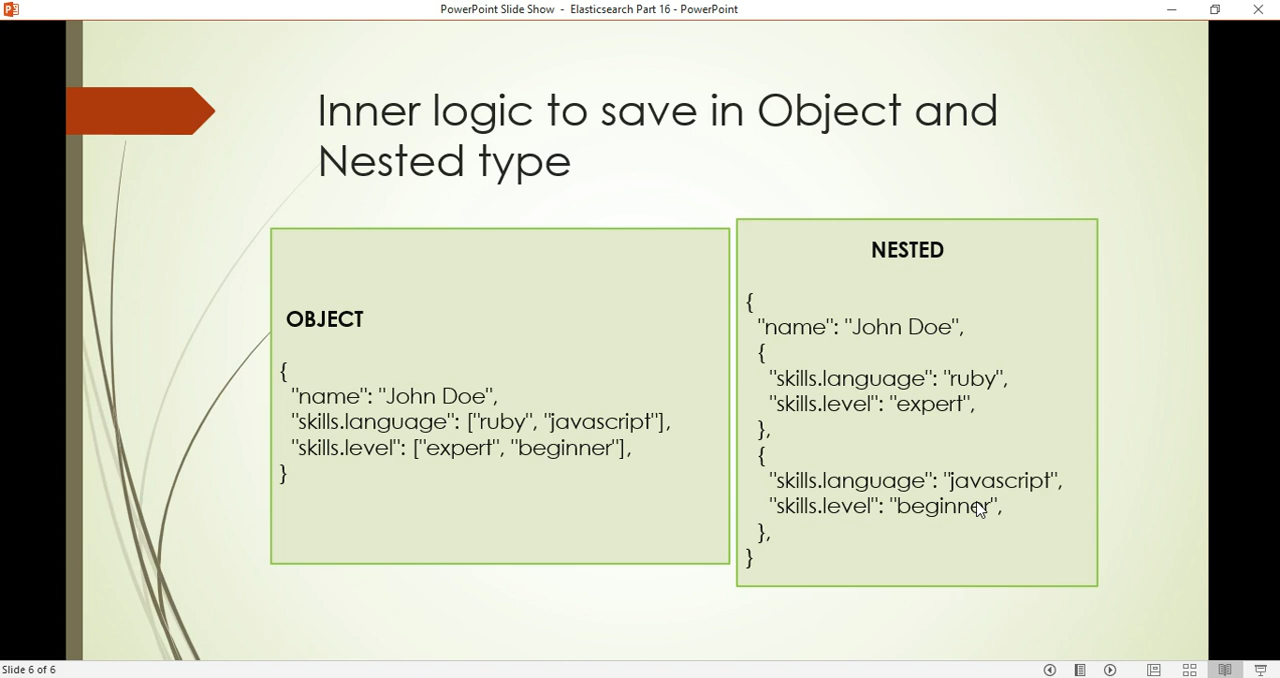 PowerPoint Slide Show - Elasticsearch Part 16 - PowerPoint
Inner logic to save in Object and
Nested type
OBJECT
{
"name": "John Doe",
"skills.language": ["ruby", "javascript"],
"skills.level": ["expert", "beginner"],
}
NESTED
{
"name": "John Doe",
{
"skills.language": "ruby",
"skills.level": "expert",
},
{
"skills.language": "javascript",
"skills.level": "beginner",
},
}
Slide 6 of 6